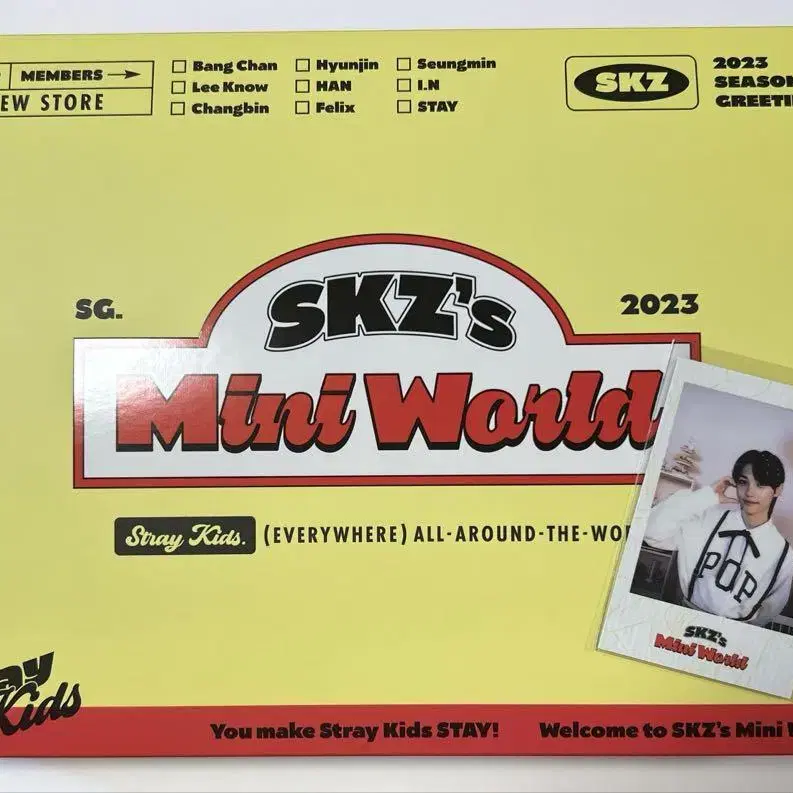 MEMBERS →
EW STORE
Bang Chan
Lee Know
Changbin
Hyunjin
HAN
Felix
Seungmin
I.N
STAY
SKZ
2023
SEASON
GREETI
SG.
2023
SKZ's
Mini World
Stray Kids. (EVERYWHERE) ALL-AROUND-THE-WO
POP
SKZ's
Mini World
ay
Kids
You make Stray Kids STAY! Welcome to SKZ's Mini